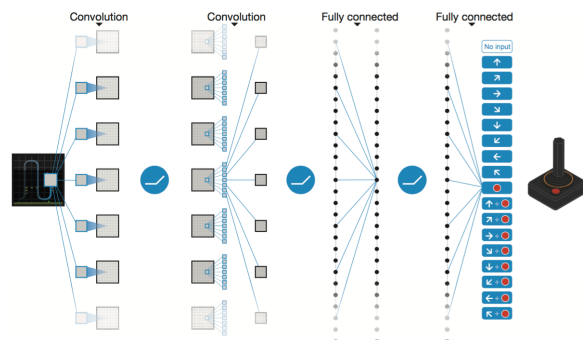 Convolution
Convolution
Fully connected
Fully connected
No input
+
+
+
+
+
+
+
+